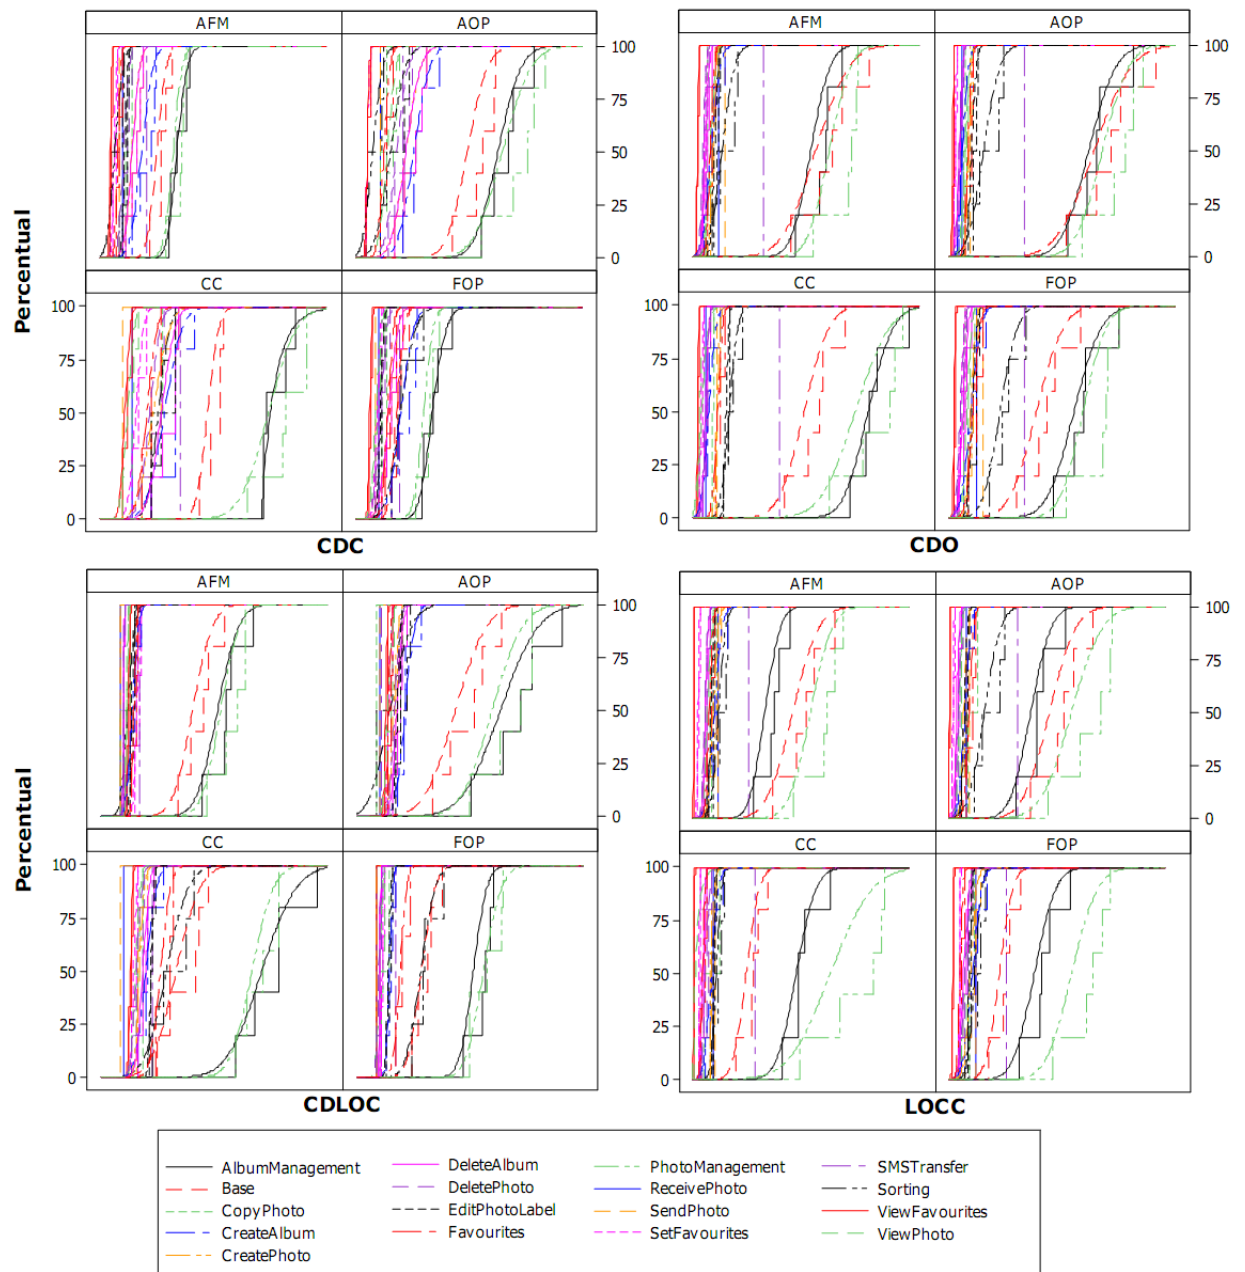 AFM AOP AFM AOP
100 100
75 75
50 50
25 25
0 0
Percentual
CC FOP CC FOP
100 100
75 75
50 50
25 25
0 0
CDC CDO
AFM AOP AFM AOP
100 100
75 75
50 50
25 25
0 0
Percentual
CC FOP CC FOP
100 100
75 75
50 50
25 25
0 0
CDLOC LOCC
AlbumManagement DeleteAlbum PhotoManagement SMSTransfer
Base DeletePhoto ReceivePhoto Sorting
CopyPhoto EditPhotoLabel SendPhoto ViewFavourites
CreateAlbum Favourites SetFavourites ViewPhoto
CreatePhoto